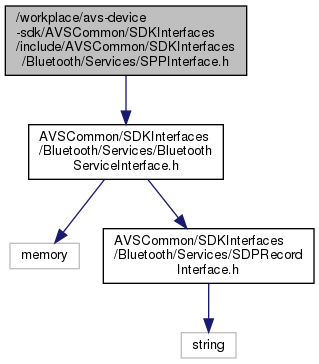 /workplace/avs-device
-sdk/AVSCommon/SDKInterfaces
/include/AVSCommon/SDKInterfaces
/Bluetooth/Services/SPPInterface.h
AVSCommon/SDKInterfaces
/Bluetooth/Services/Bluetooth
ServiceInterface.h
memory
AVSCommon/SDKInterfaces
/Bluetooth/Services/SDPRecord
Interface.h
string